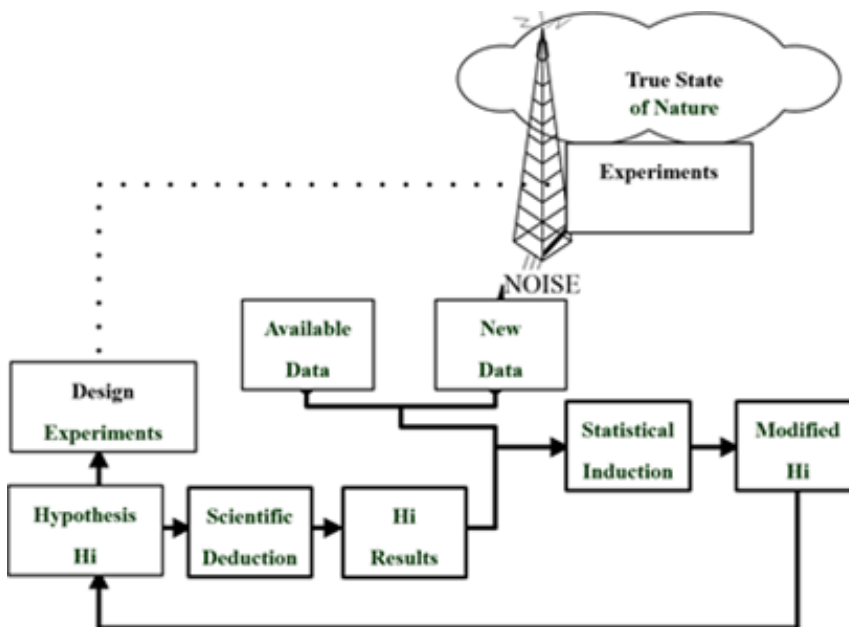 True State
of Nature
Experiments
NOISE
Available
Data
New
Data
Design
Experiments
Statistical
Induction
Modified
Hi
Hypothesis
Hi
Scientific
Deduction
Hi
Results